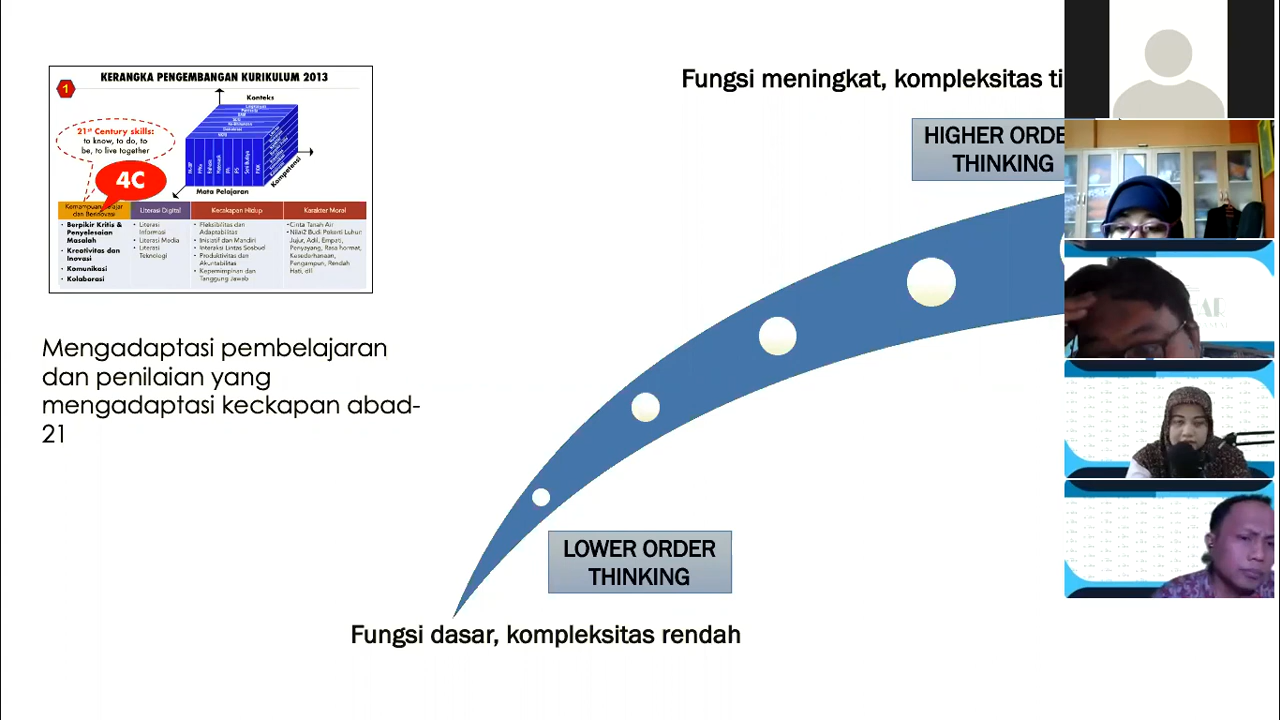 KERANGKA PENGEMBANGAN KURIKULUM 2013
1
Konteks
21st Century skills:
to know, to do, to
be, to live together
4C
Mata Pelajaran
Kompetensi
dan Berinovasi
Literasi Digital
Kecakapan Hidup
Karakter Moral
• Berpikir Kritis &
Penyelesaian
Masalah
• Kreativitas dan
Inovasi
• Komunikasi
• Kolaborasi
• Literasi
Informasi
• Literasi Media
• Literasi
Teknologi
• Fleksibilitas dan
Adaptabilitas
• Inisiatif dan Mandiri
• Interaksi Lintas Sosbud
• Produktivitas dan
Akuntabilitas
• Kepemimpinan dan
Tanggung Jawab
• Cinta Tanah Air
• Nilai2 Budi Pekerti Luhur:
Jujur, Adil, Empati,
Penyayang, Rasa hormat,
Kesederhanaan,
Pengampun, Rendah
Hati, dll
Mengadaptasi pembelajaran
dan penilaian yang
mengadaptasi keckapan abad-
21
Fungsi meningkat, kompleksitas ti
HIGHER ORDE
THINKING
LOWER ORDER
THINKING
Fungsi dasar, kompleksitas rendah